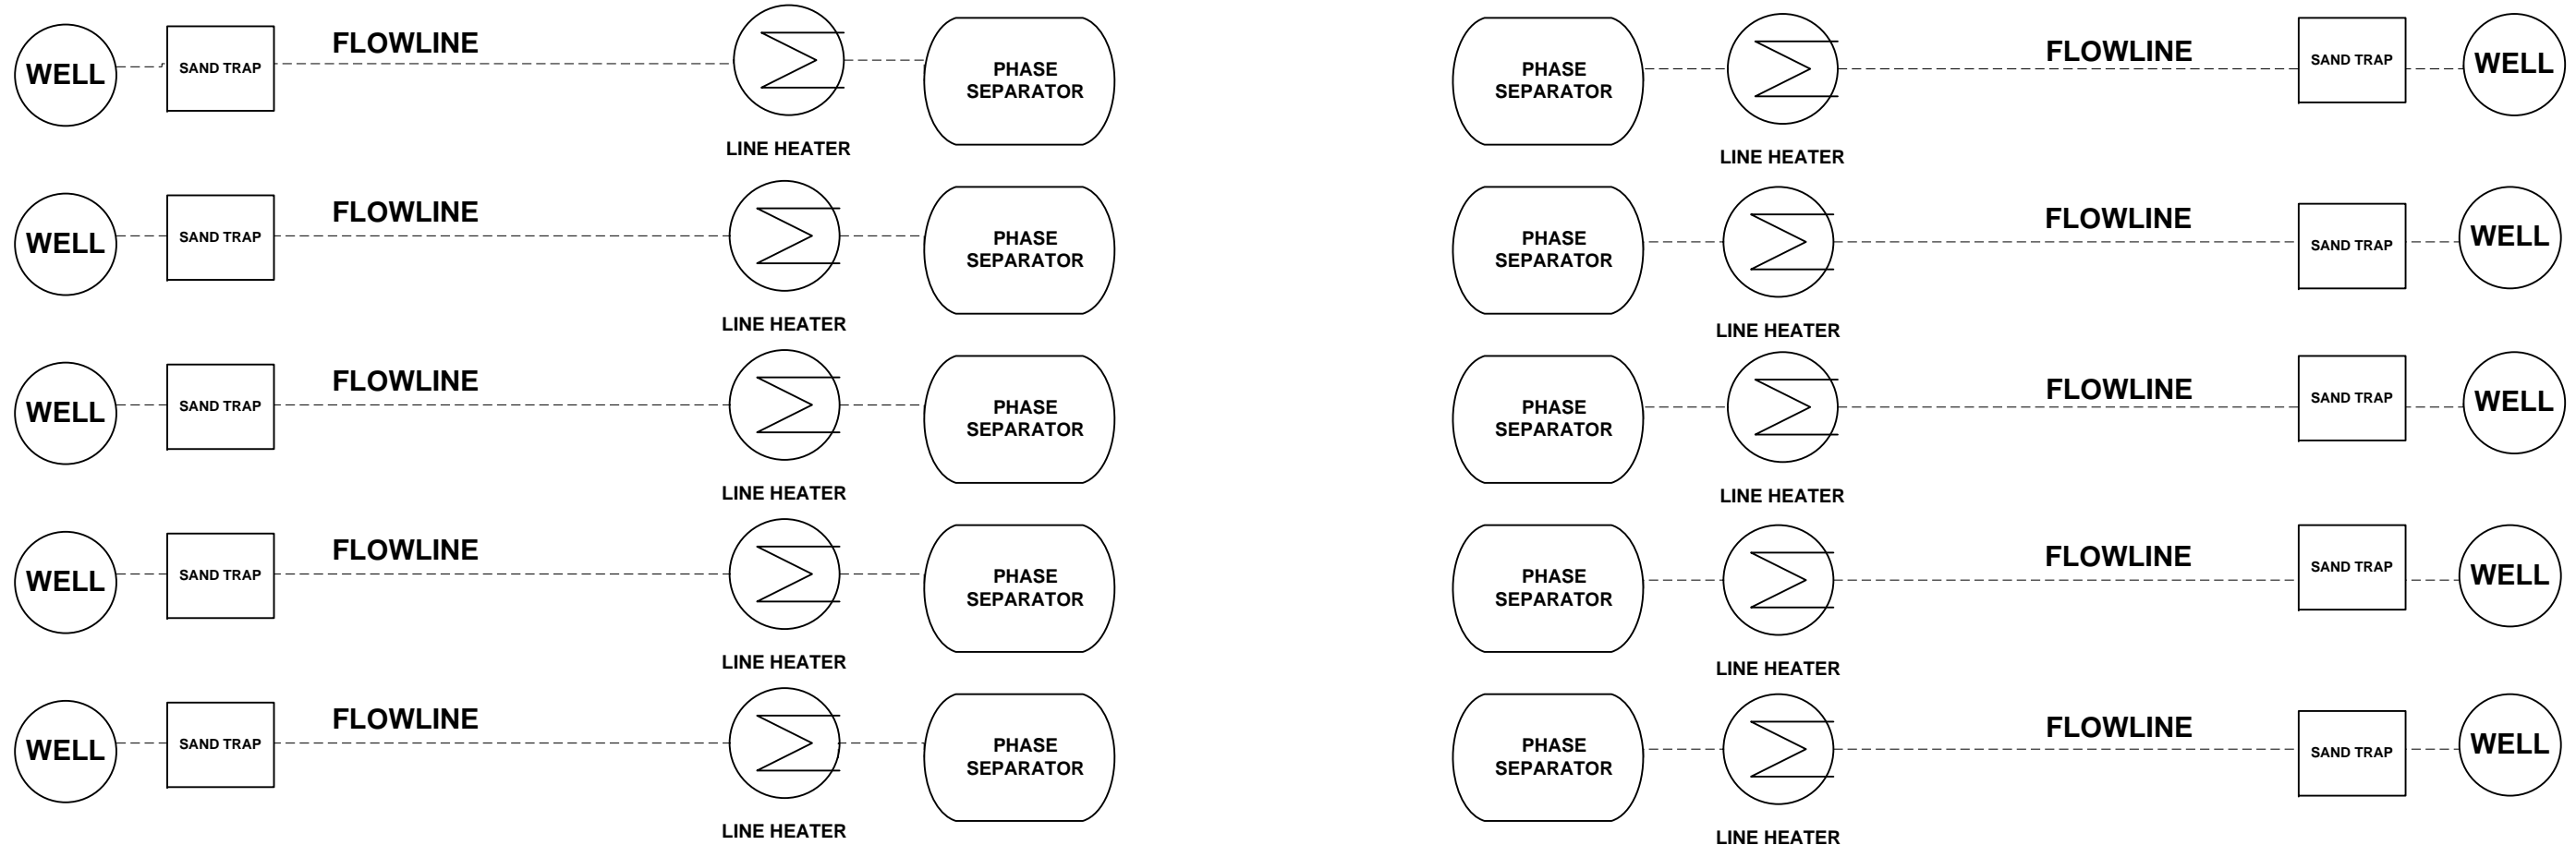 WELL
SAND TRAP
FLOWLINE
LINE HEATER
PHASE
SEPARATOR
PHASE
SEPARATOR
LINE HEATER
FLOWLINE
SAND TRAP
WELL
WELL
SAND TRAP
FLOWLINE
LINE HEATER
PHASE
SEPARATOR
PHASE
SEPARATOR
LINE HEATER
FLOWLINE
SAND TRAP
WELL
WELL
SAND TRAP
FLOWLINE
LINE HEATER
PHASE
SEPARATOR
PHASE
SEPARATOR
LINE HEATER
FLOWLINE
SAND TRAP
WELL
WELL
SAND TRAP
FLOWLINE
LINE HEATER
PHASE
SEPARATOR
PHASE
SEPARATOR
LINE HEATER
FLOWLINE
SAND TRAP
WELL
WELL
SAND TRAP
FLOWLINE
LINE HEATER
PHASE
SEPARATOR
PHASE
SEPARATOR
LINE HEATER
FLOWLINE
SAND TRAP
WELL